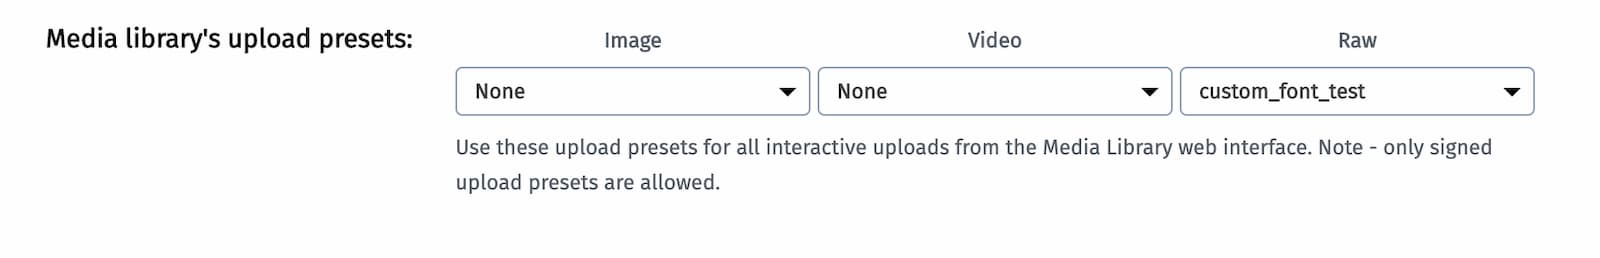 Media library's upload presets:
Image Video Raw
None None custom_font_test
Use these upload presets for all interactive uploads from the Media Library web interface. Note - only signed
upload presets are allowed.